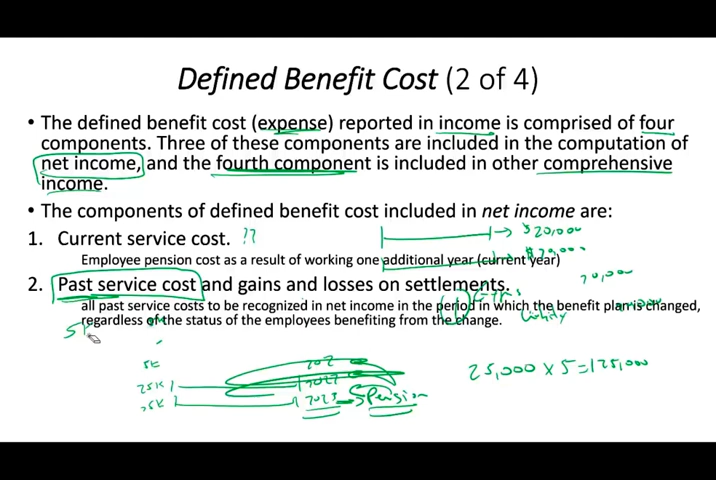 Defined Benefit Cost (2 of 4)
• The defined benefit cost (expense) reported in income is comprised of four
components. Three of these components are included in the computation of
net income, and the fourth component is included in other comprehensive
income.
• The components of defined benefit cost included in net income are:
1. Current service cost. ??
→ $20,000
Employee pension cost as a result of working one additional year (current year)
2. Past service cost and gains and losses on settlements.
all past service costs to be recognized in net income in the period in which the benefit plan is changed,
regardless of the status of the employees benefiting from the change.
Liability
5K
25K
25,000 x 5 = 125,000
2023 Pension